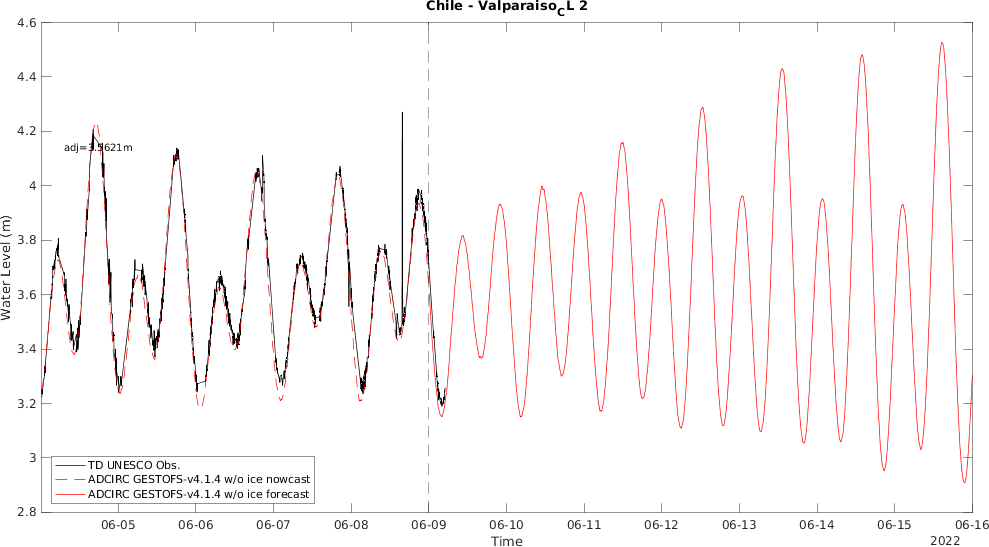 Chile - Valparaiso_CL 2
4.6
4.4
4.2
4
3.8
3.6
3.4
3.2
3
2.8
Water Level (m)
adj=3.5621m
TD UNESCO Obs.
ADCIRC GESTOFS-v4.1.4 w/o ice nowcast
ADCIRC GESTOFS-v4.1.4 w/o ice forecast
06-05 06-06 06-07 06-08 06-09 06-10 06-11 06-12 06-13 06-14 06-15 06-16
Time
2022